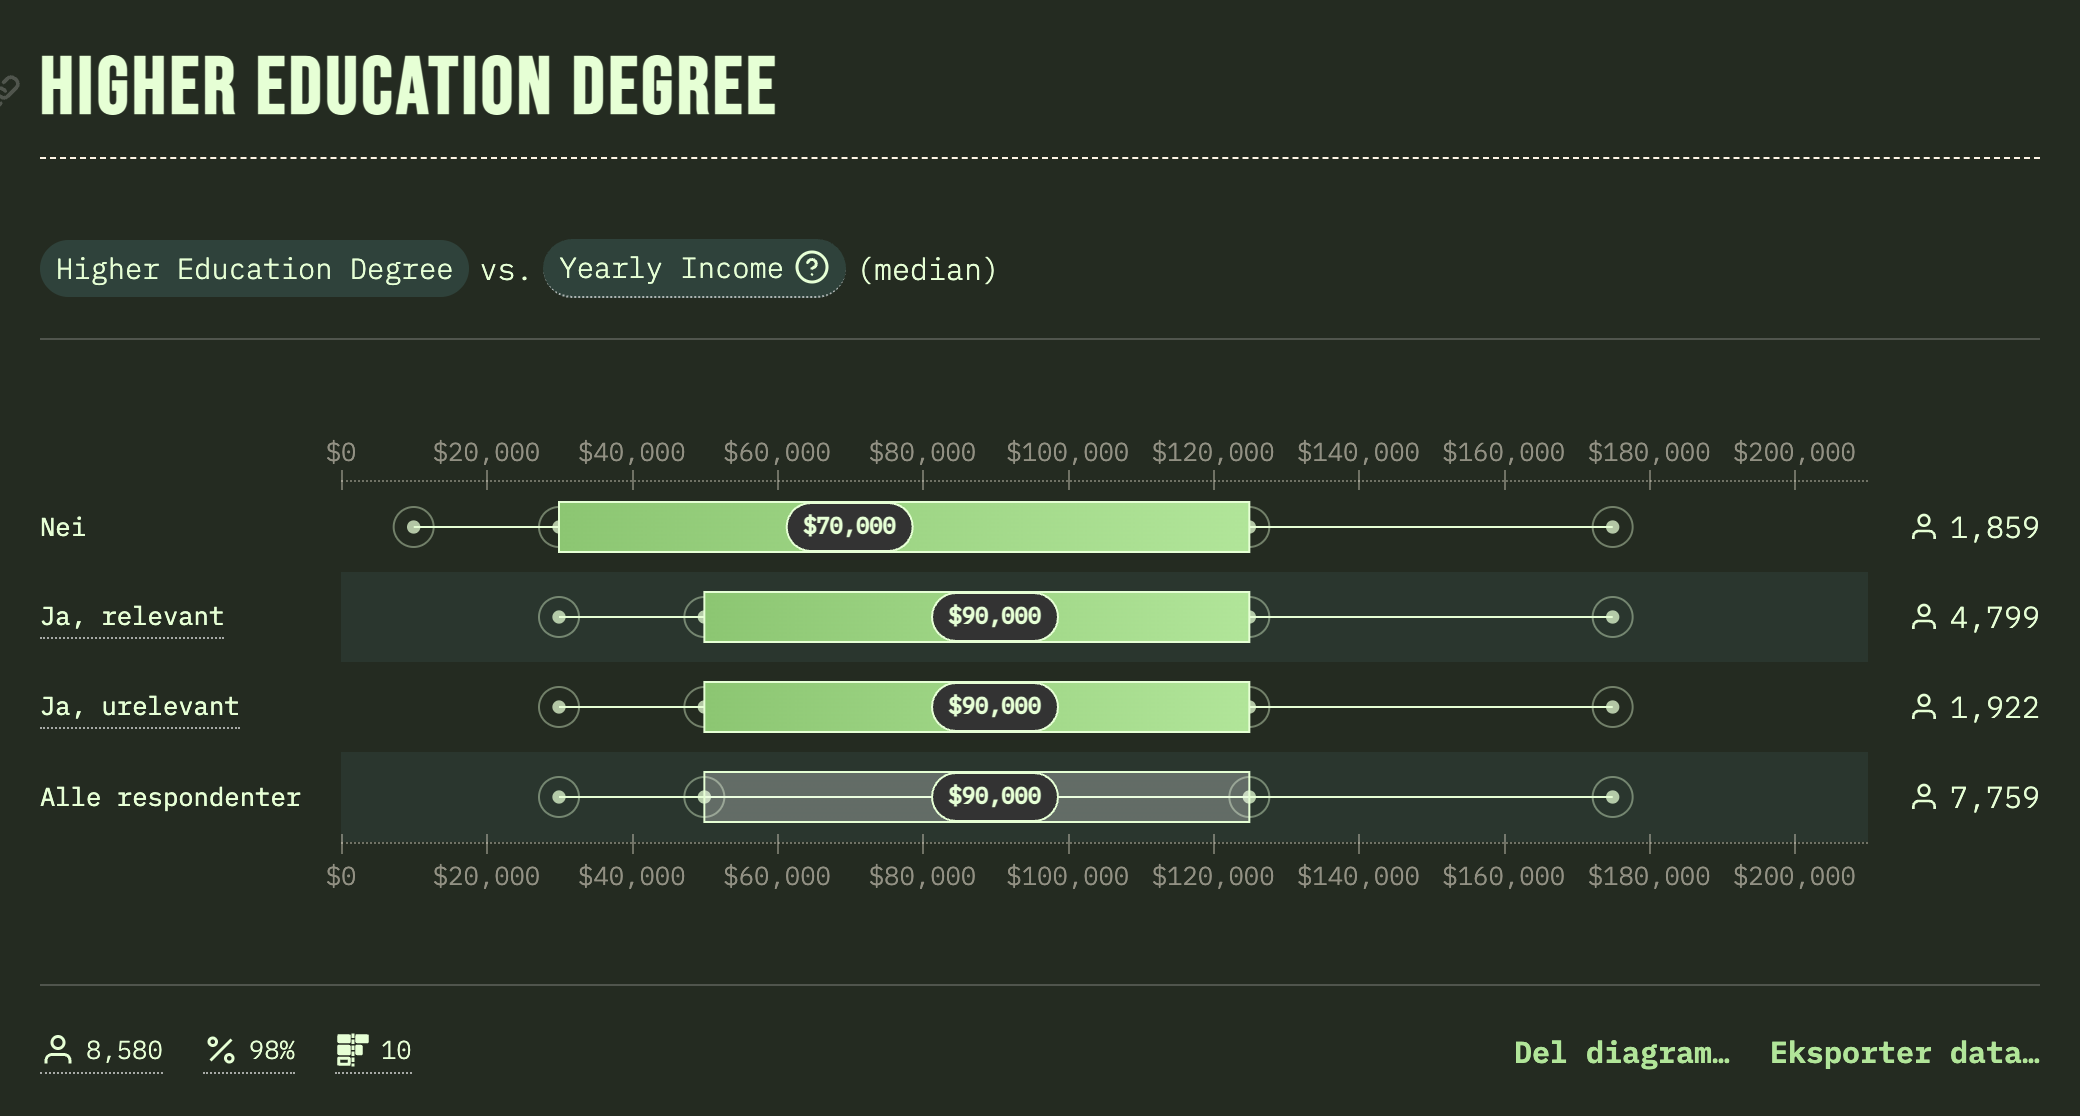 HIGHER EDUCATION DEGREE
Higher Education Degree vs. Yearly Income (median)
$0 $20,000 $40,000 $60,000 $80,000 $100,000 $120,000 $140,000 $160,000 $180,000 $200,000
Nei $70,000 1,859
Ja, relevant $90,000 4,799
Ja, urelevant $90,000 1,922
Alle respondenter $90,000 7,759
$0 $20,000 $40,000 $60,000 $80,000 $100,000 $120,000 $140,000 $160,000 $180,000 $200,000
8,580 98% 10 Del diagram… Eksporter data…